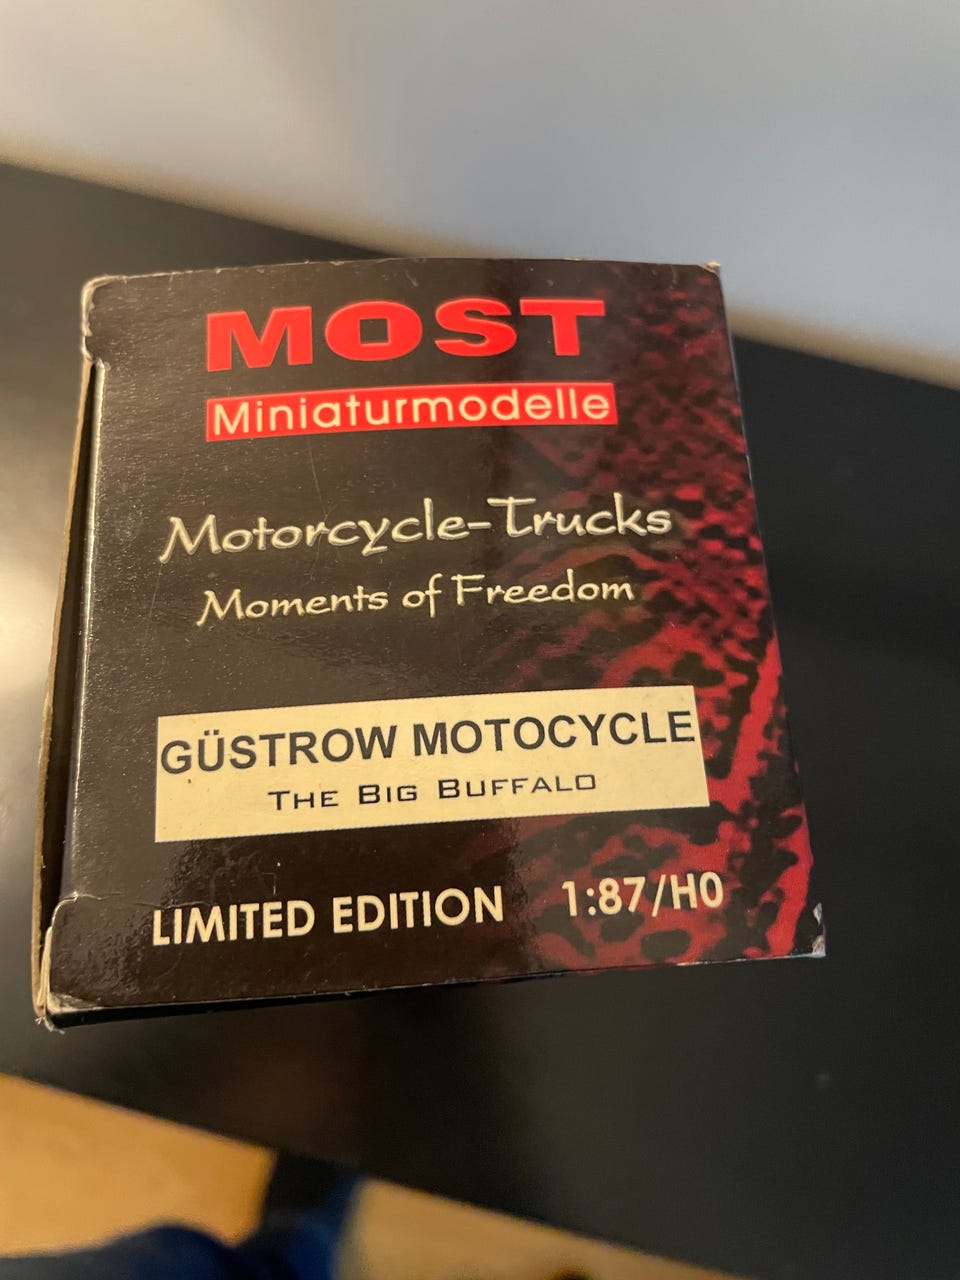 MOST
Miniaturmodelle
Motorcycle-Trucks
Moments of Freedom
GÜSTROW MOTOCYCLE
THE BIG BUFFALO
LIMITED EDITION 1:87/H0